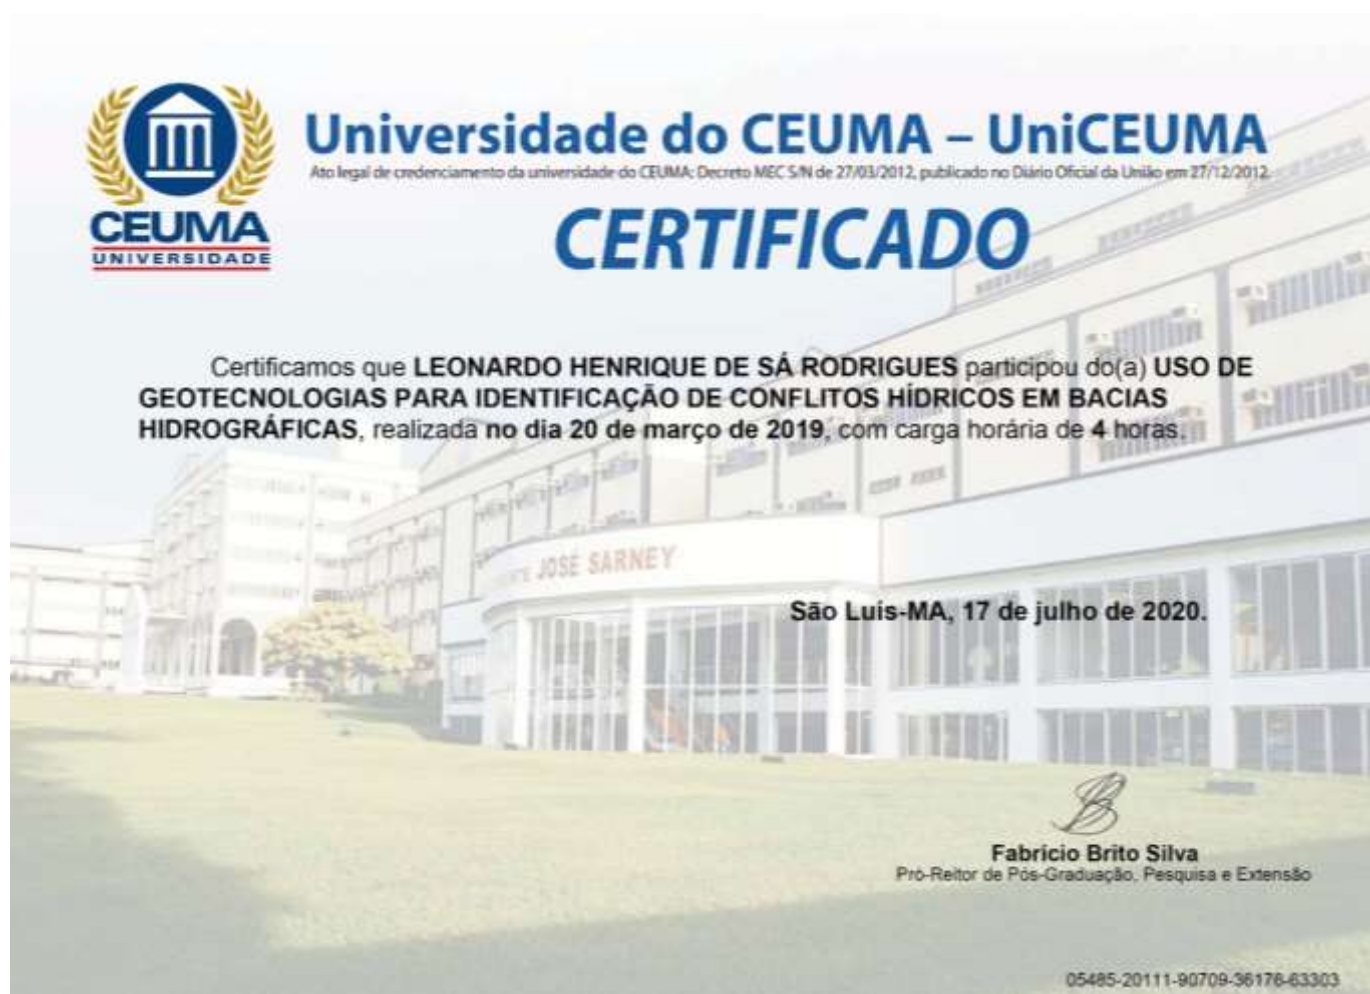 Universidade do CEUMA – UniCEUMA
Ato legal de credenciamento da universidade do CEUMA: Decreto MEC S/N de 27/03/2012, publicado no Diário Oficial da União em 27/12/2012.
CEUMA
UNIVERSIDADE
CERTIFICADO
Certificamos que LEONARDO HENRIQUE DE SÁ RODRIGUES participou do(a) USO DE
GEOTECNOLOGIAS PARA IDENTIFICAÇÃO DE CONFLITOS HÍDRICOS EM BACIAS
HIDROGRÁFICAS, realizada no dia 20 de março de 2019, com carga horária de 4 horas.
JOSÉ SARNEY
São Luís-MA, 17 de julho de 2020.
Fabrício Brito Silva
Pró-Reitor de Pós-Graduação, Pesquisa e Extensão
05485-20111-90709-36176-63303